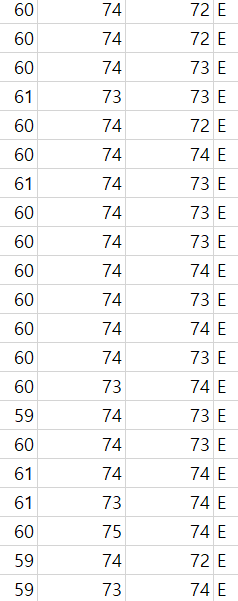 60 74 72 E
60 74 72 E
60 74 73 E
61 73 73 E
60 74 72 E
60 74 74 E
61 74 73 E
60 74 73 E
60 74 73 E
60 74 74 E
60 74 73 E
60 74 74 E
60 74 73 E
60 73 74 E
59 74 73 E
60 74 73 E
61 74 74 E
61 73 74 E
60 75 74 E
59 74 72 E
59 73 74 E